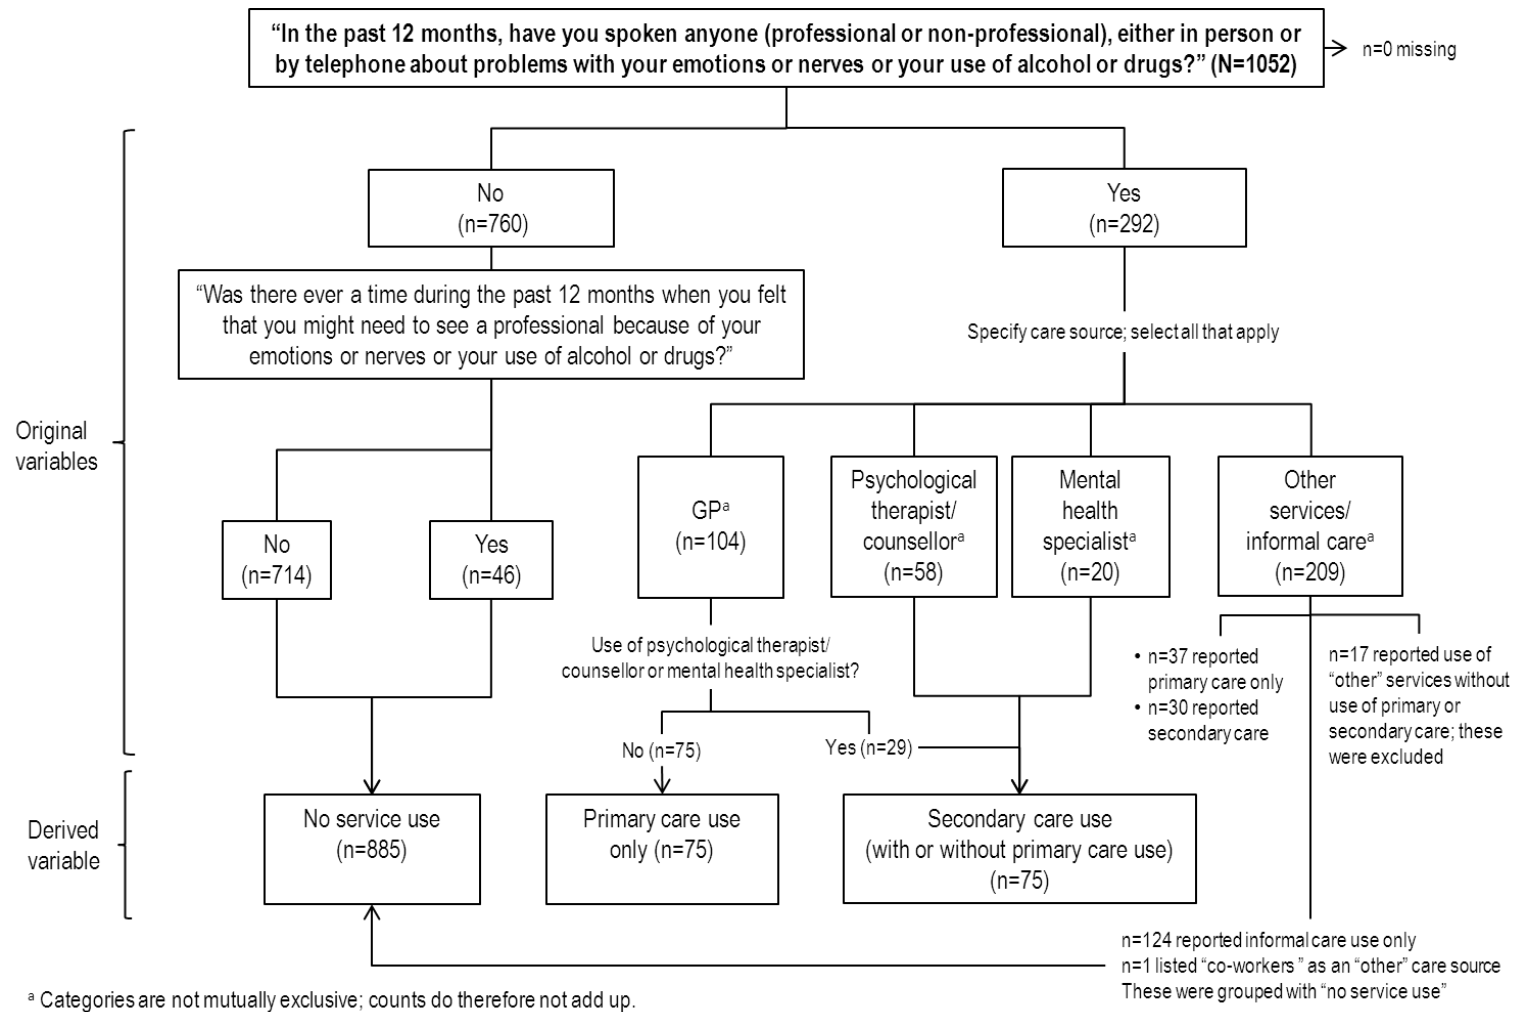 “In the past 12 months, have you spoken anyone (professional or non-professional), either in person or
by telephone about problems with your emotions or nerves or your use of alcohol or drugs?” (N=1052)
n=0 missing
No
(n=760)
Yes
(n=292)
“Was there ever a time during the past 12 months when you felt
that you might need to see a professional because of your
emotions or nerves or your use of alcohol or drugs?”
Specify care source; select all that apply
Original
variables
No
(n=714)
Yes
(n=46)
GPᵃ
(n=104)
Psychological
therapist/
counsellorᵃ
(n=58)
Mental
health
specialistᵃ
(n=20)
Other
services/
informal careᵃ
(n=209)
Use of psychological therapist/
counsellor or mental health specialist?
No (n=75)
Yes (n=29)
• n=37 reported
primary care only
• n=30 reported
secondary care
n=17 reported use of
“other” services without
use of primary or
secondary care; these
were excluded
Derived
variable
No service use
(n=885)
Primary care use
only (n=75)
Secondary care use
(with or without primary care use)
(n=75)
n=124 reported informal care use only
n=1 listed “co-workers ” as an “other” care source
These were grouped with “no service use”
ᵃ Categories are not mutually exclusive; counts do therefore not add up.